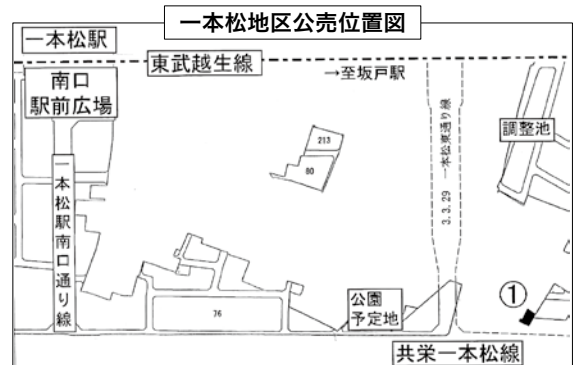 一本松地区公売位置図
一本松駅
東武越生線
→至坂戸駅
南口
駅前広場
調整池
213
80
3.3.29 一本松東通り線
一本松駅南口通り線
76
公園
予定地
①
共栄一本松線